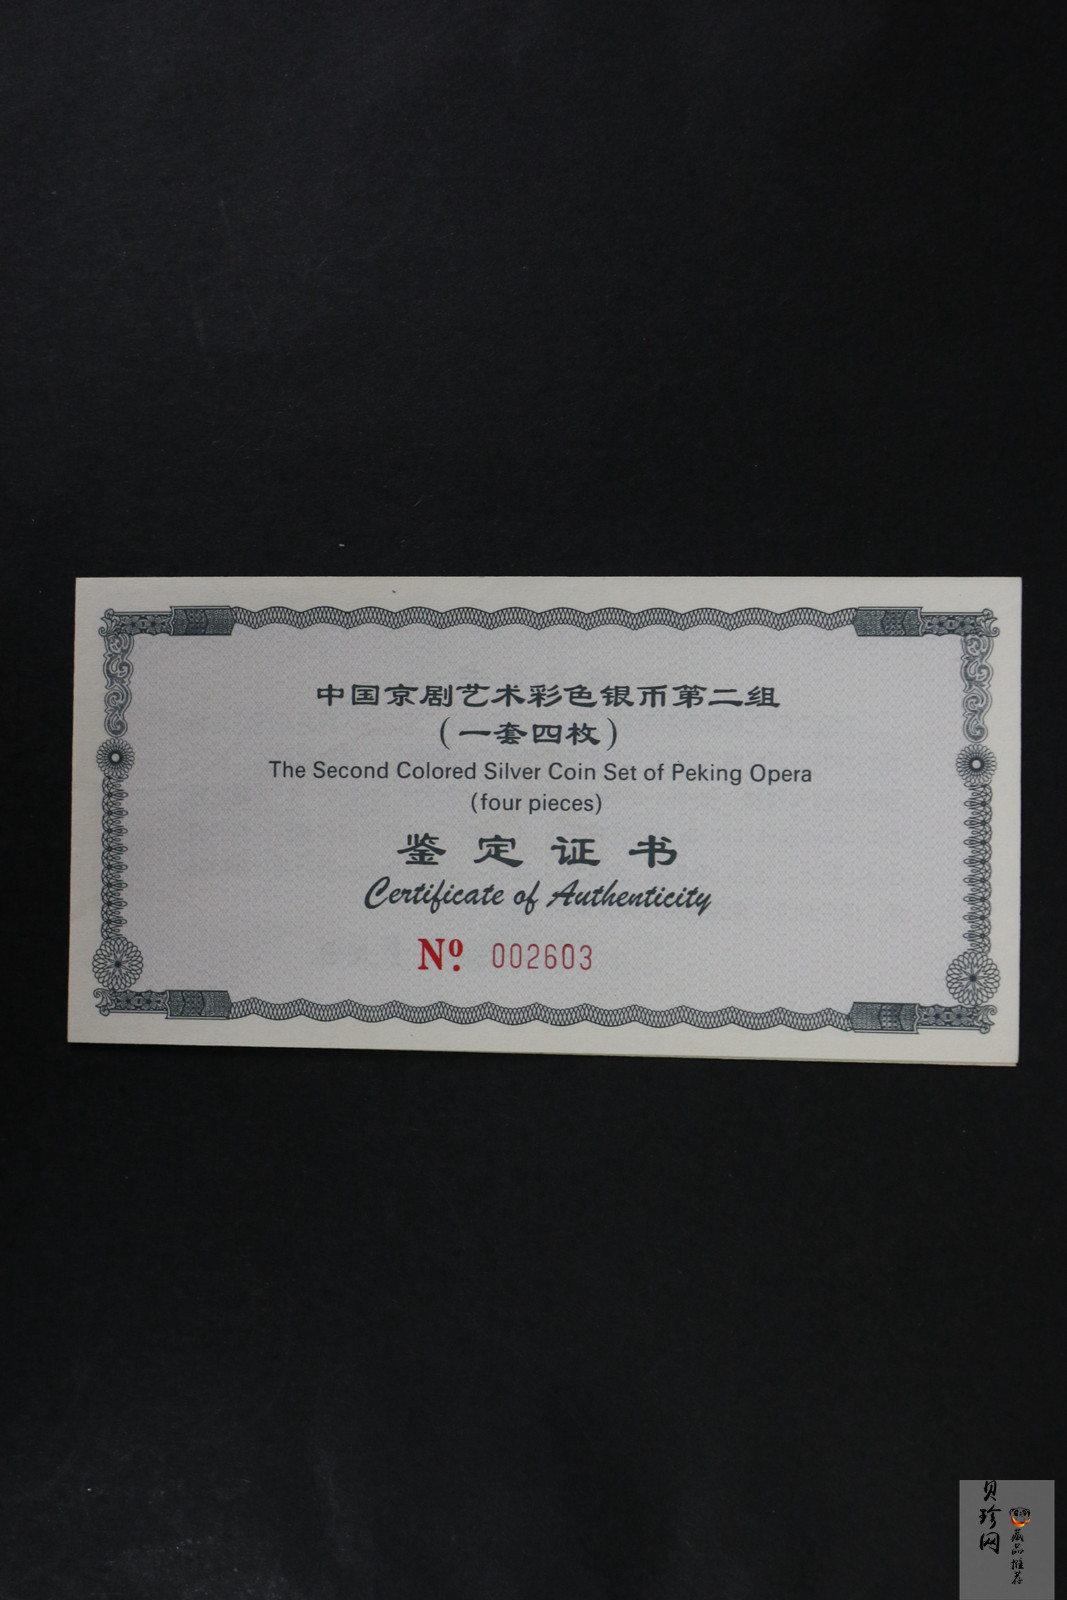 中国京剧艺术彩色银币第二组
（一套四枚）
The Second Colored Silver Coin Set of Peking Opera
(four pieces)
鉴定证书
Certificate of Authenticity
Nº. 002603
贝珍网
藏品推荐